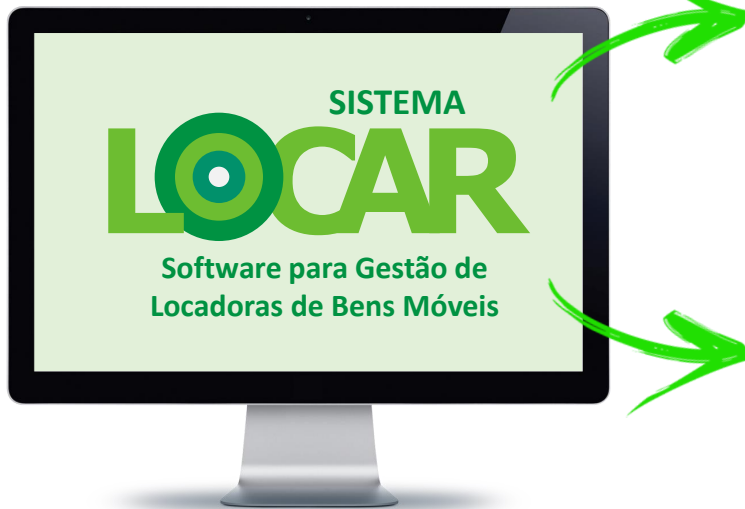 SISTEMA
LOCAR
Software para Gestão de
Locadoras de Bens Móveis